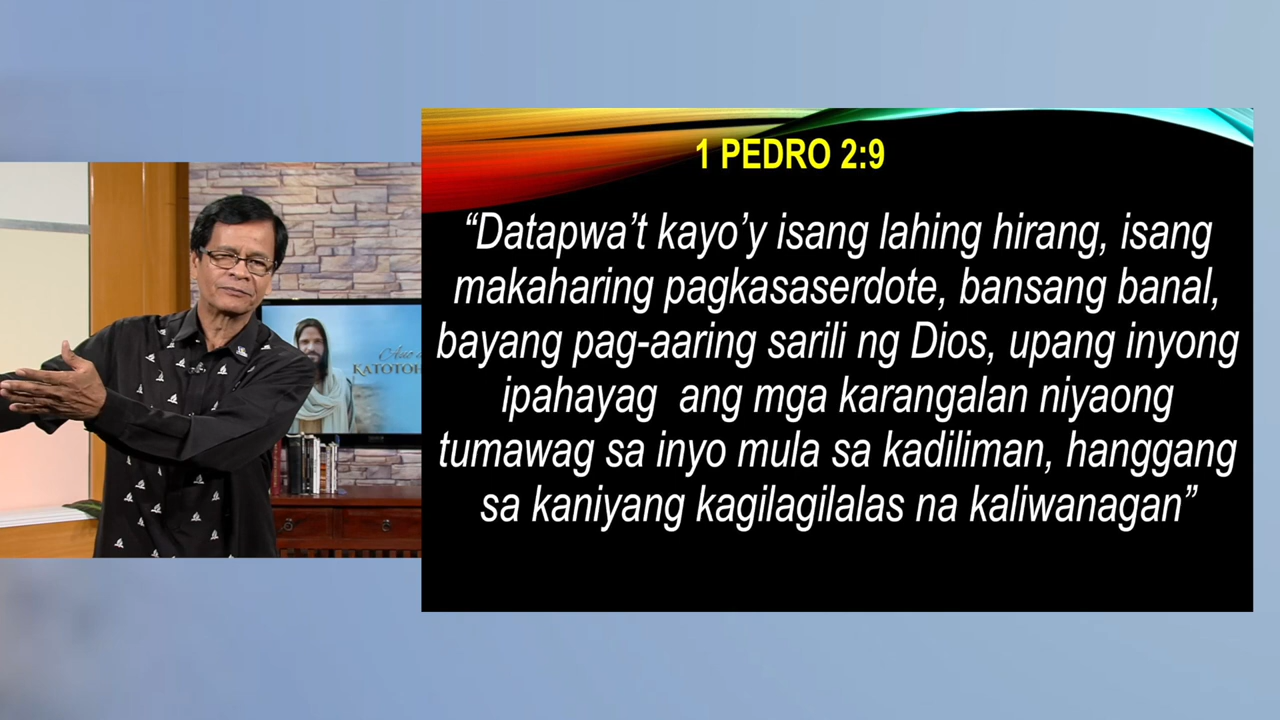 1 PEDRO 2:9
“Datapwa’t kayo’y isang lahing hirang, isang
makaharing pagkasaserdote, bansang banal,
bayang pag-aaring sarili ng Dios, upang inyong
ipahayag  ang mga karangalan niyaong
tumawag sa inyo mula sa kadiliman, hanggang
sa kaniyang kagilagilalas na kaliwanagan”